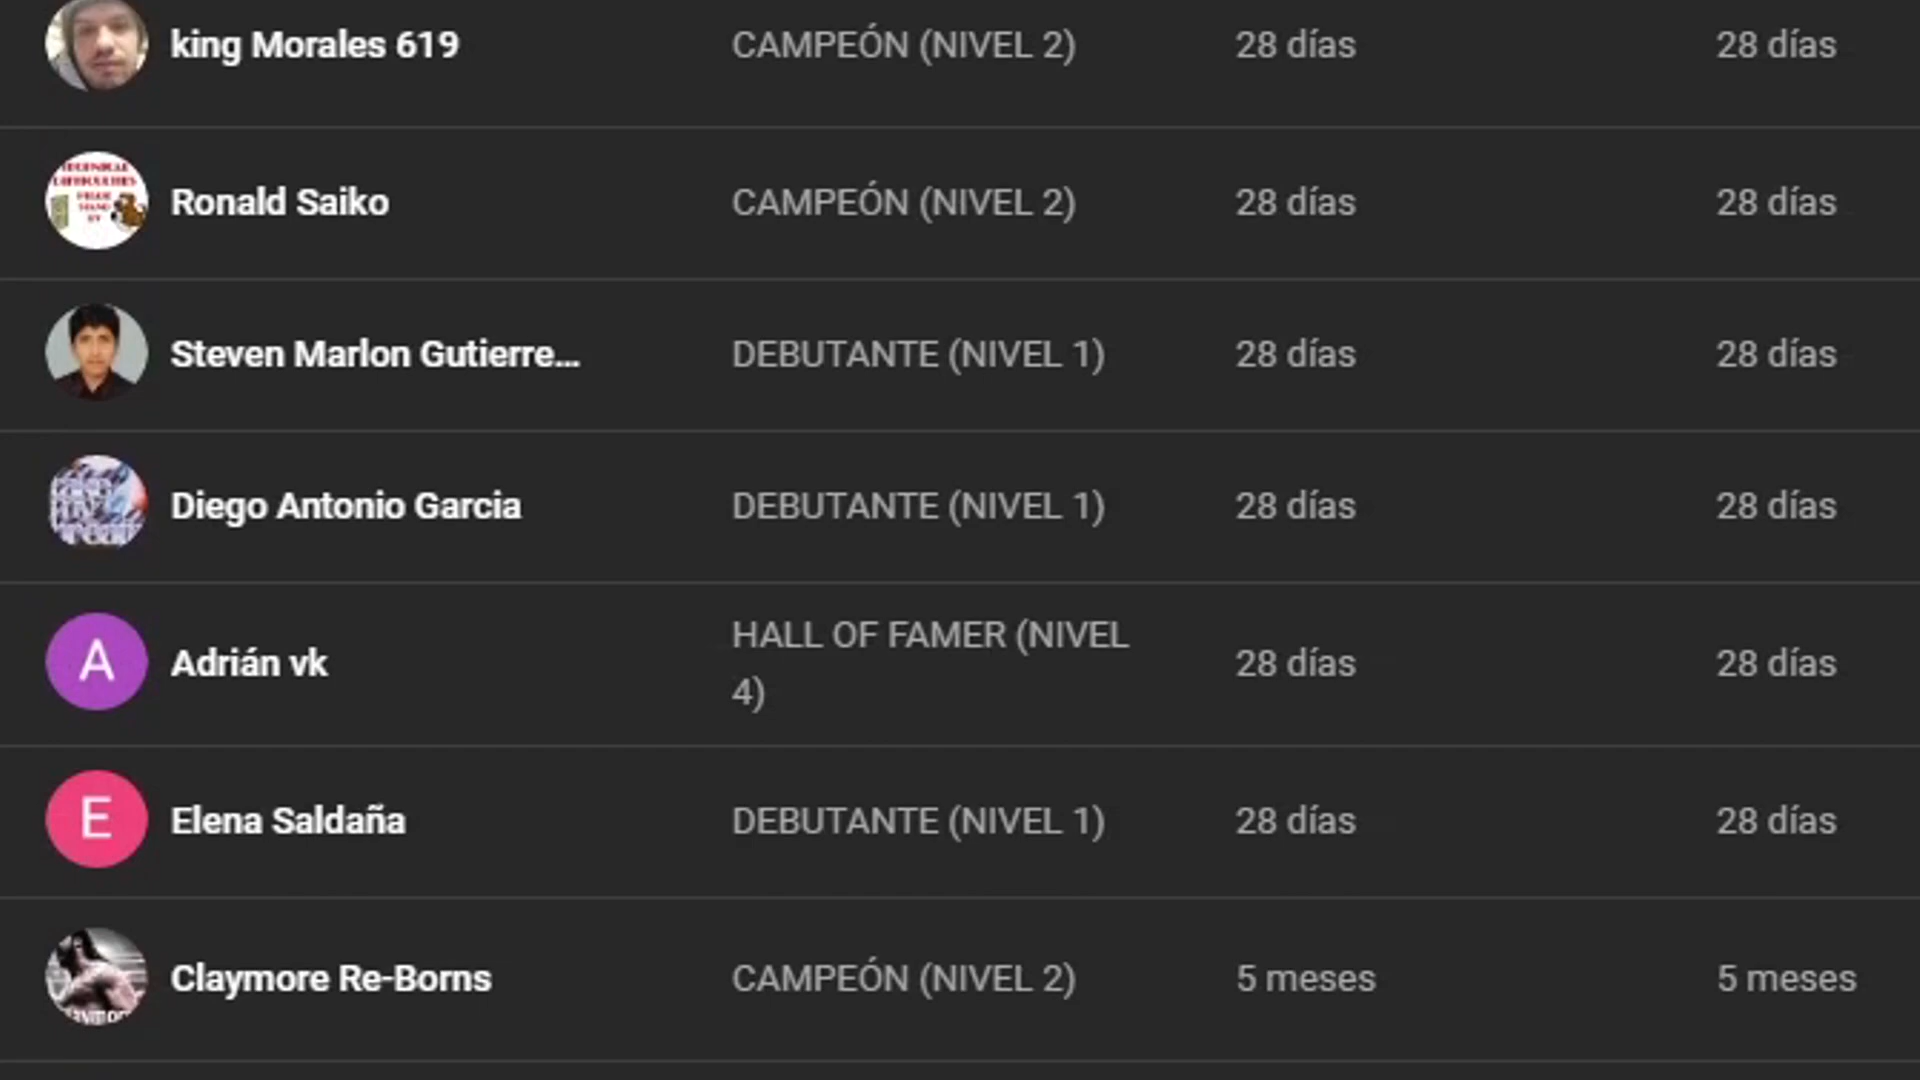 king Morales 619 CAMPEÓN (NIVEL 2) 28 días 28 días
Ronald Saiko CAMPEÓN (NIVEL 2) 28 días 28 días
Steven Marlon Gutierre... DEBUTANTE (NIVEL 1) 28 días 28 días
Diego Antonio Garcia DEBUTANTE (NIVEL 1) 28 días 28 días
HALL OF FAMER (NIVEL
A Adrián vk 28 días 28 días
4)
E Elena Saldaña DEBUTANTE (NIVEL 1) 28 días 28 días
Claymore Re-Borns CAMPEÓN (NIVEL 2) 5 meses 5 meses